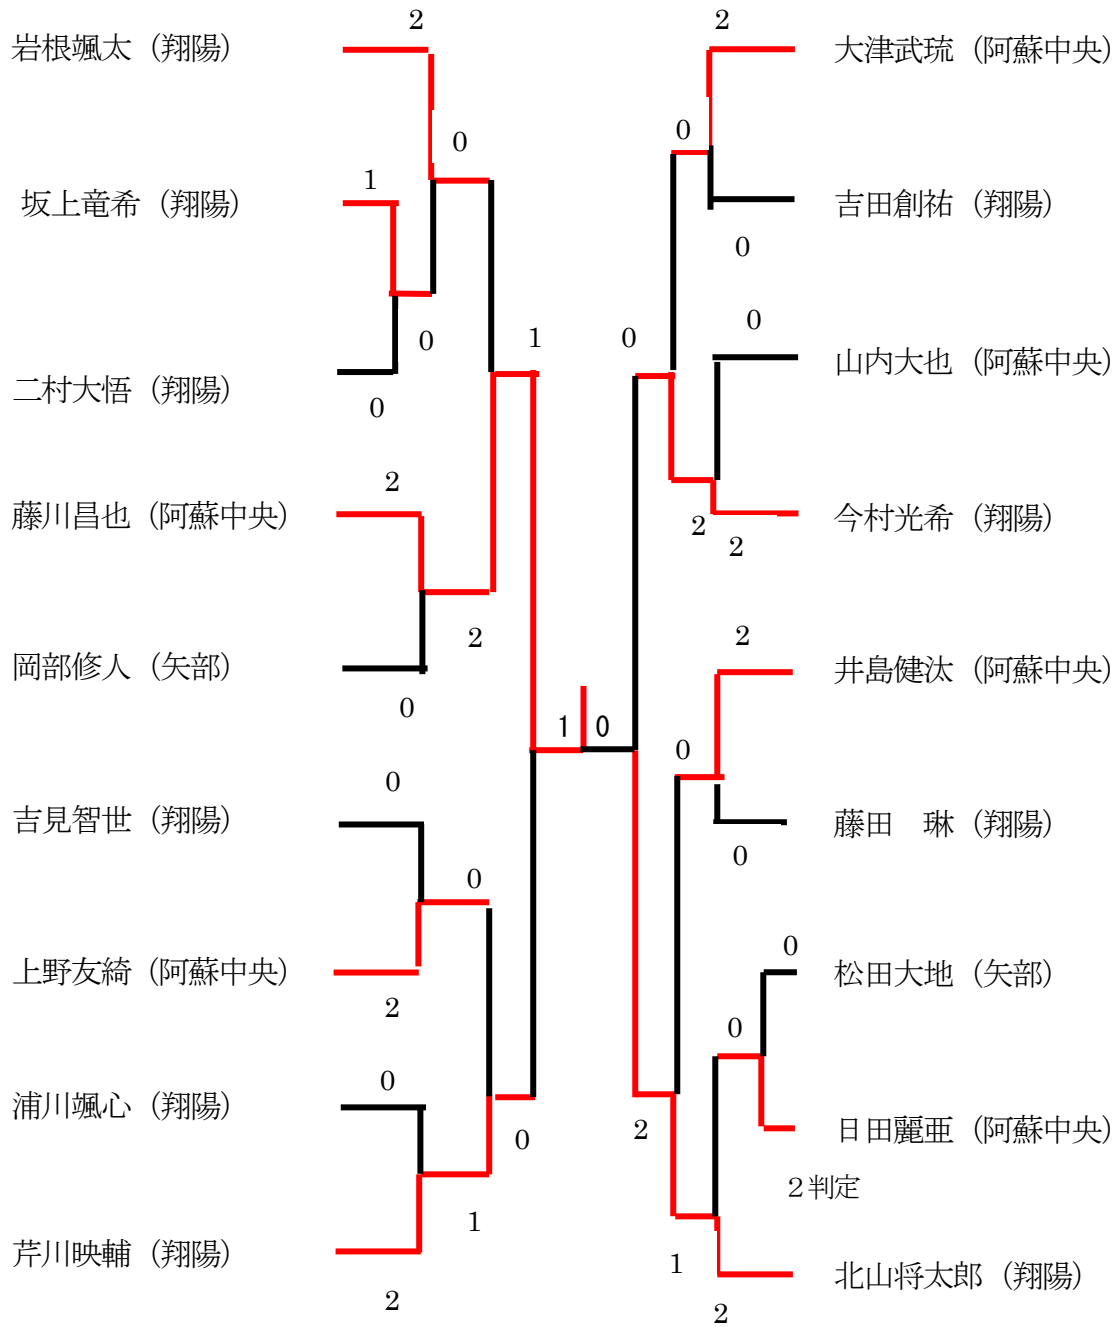 2
岩根颯太（翔陽）
0
1
坂上竜希（翔陽）
0
1
二村大悟（翔陽）
0
2
藤川昌也（阿蘇中央）
2
岡部修人（矢部）
0
1
0
0
吉見智世（翔陽）
0
上野友綺（阿蘇中央）
2
0
浦川颯心（翔陽）
0
1
芹川映輔（翔陽）
2
2
大津武琉（阿蘇中央）
0
吉田創祐（翔陽）
0
0
0
山内大也（阿蘇中央）
今村光希（翔陽）
2
2
2
井島健汰（阿蘇中央）
0
藤田　琳（翔陽）
0
0
松田大地（矢部）
0
2
日田麗亜（阿蘇中央）
２判定
1
北山将太郎（翔陽）
2